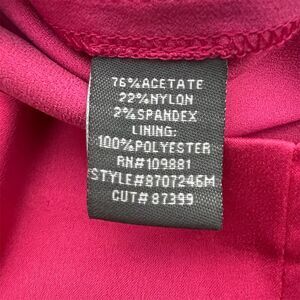 76%ACETATE
22%NYLON
2%SPANDEX
LINING:
100%POLYESTER
RN#109881
STYLE#8707246M
CUT#87399